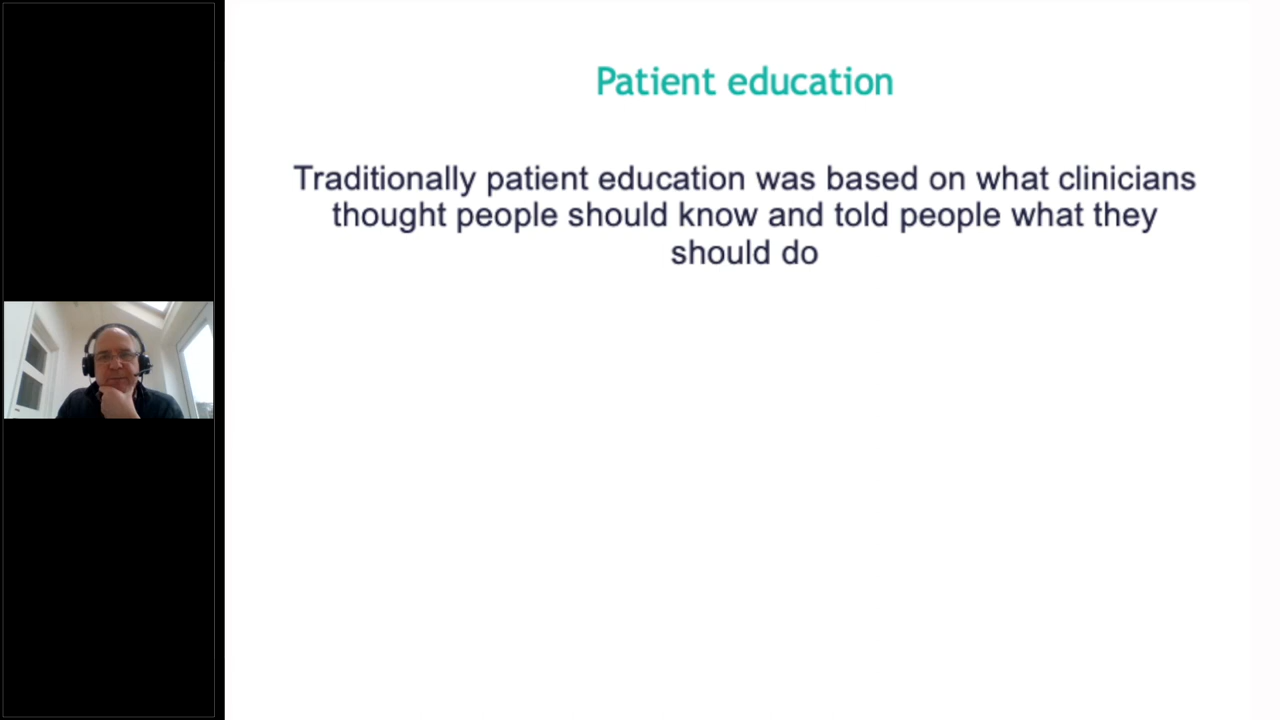 Patient education
Traditionally patient education was based on what clinicians
thought people should know and told people what they
should do